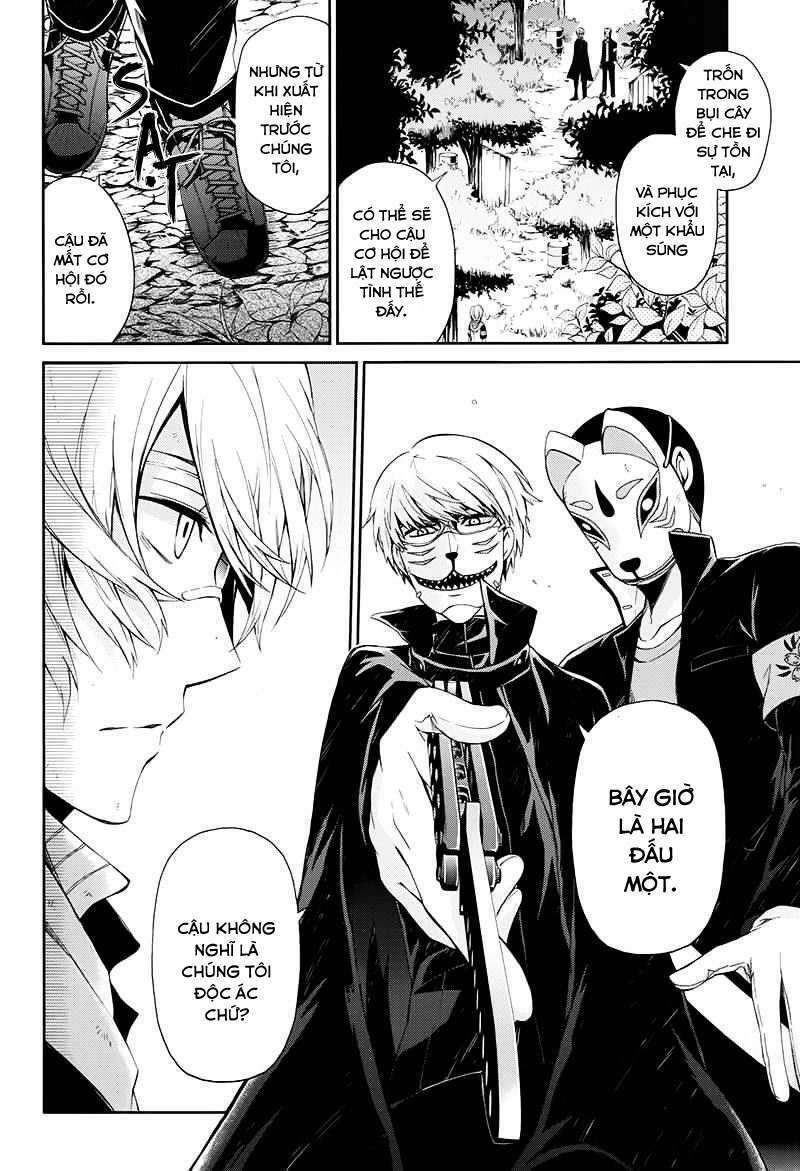 TRỐN
TRONG
BỤI CÂY
ĐỂ CHE ĐI
SỰ TỒN
TẠI,
VÀ PHỤC
KÍCH VỚI
MỘT KHẨU
SÚNG
CÓ THỂ SẼ
CHO CẬU CƠ
HỘI ĐỂ
LẬT NGƯỢC
TÌNH THẾ
ĐẤY.
NHƯNG TỪ
KHI XUẤT
HIỆN
TRƯỚC
CHÚNG
TÔI,
SẠT
CẬU ĐÃ
MẤT CƠ
HỘI ĐÓ
RỒI.
BÂY GIỜ
LÀ HAI
ĐẤU
MỘT.
CẬU KHÔNG
NGHĨ LÀ
CHÚNG TÔI
ĐỘC ÁC
CHỨ?